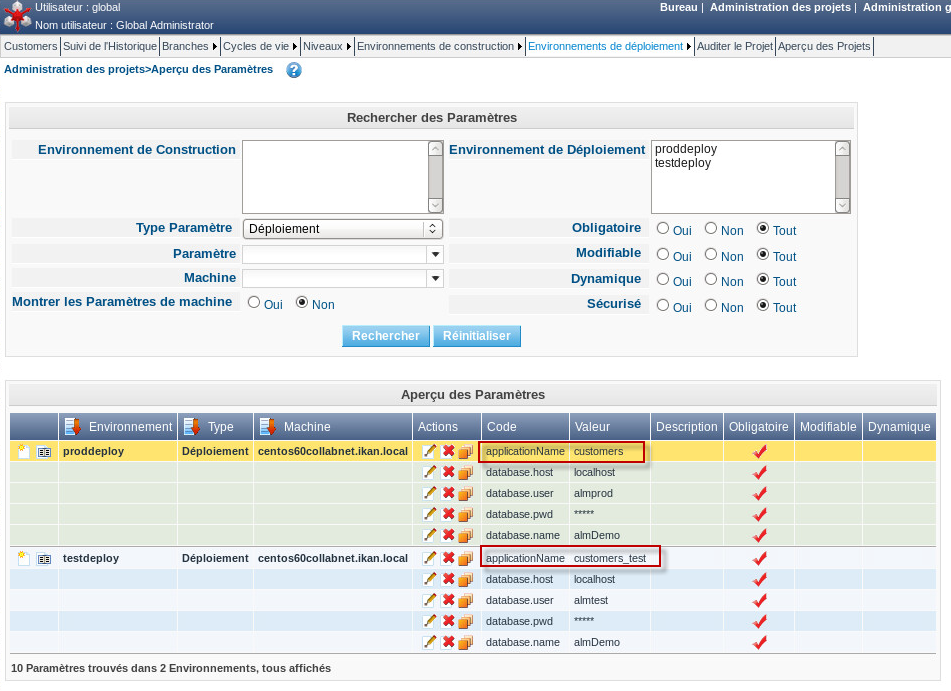 Utilisateur : global
Bureau | Administration des projets | Administration g
Nom utilisateur : Global Administrator
Customers Suivi de l'Historique Branches Cycles de vie Niveaux Environnements de construction Environnements de déploiement Auditer le Projet Aperçu des Projets
Administration des projets>Aperçu des Paramètres ?
Rechercher des Paramètres
Environnement de Construction
Environnement de Déploiement proddeploy
testdeploy
Type Paramètre Déploiement
Obligatoire Oui Non Tout
Paramètre
Modifiable Oui Non Tout
Machine
Dynamique Oui Non Tout
Montrer les Paramètres de machine Oui Non
Sécurisé Oui Non Tout
Rechercher Réinitialiser
Aperçu des Paramètres
Environnement Type Machine Actions Code Valeur Description Obligatoire Modifiable Dynamique
proddeploy Déploiement centos60collabnet.ikan.local applicationName customers
database.host localhost
database.user almprod
database.pwd *****
database.name almDemo
testdeploy Déploiement centos60collabnet.ikan.local applicationName customers_test
database.host localhost
database.user almtest
database.pwd *****
database.name almDemo
10 Paramètres trouvés dans 2 Environnements, tous affichés